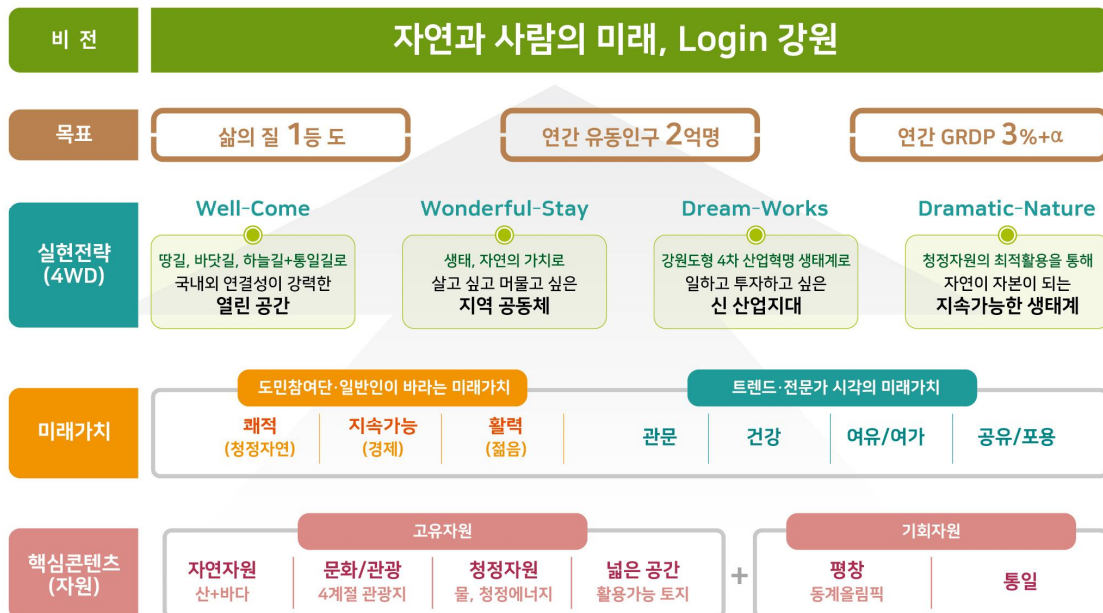 비 전
자연과 사람의 미래, Login 강원
목표
삶의 질 1등 도
연간 유동인구 2억명
연간 GRDP 3%+α
실현전략
(4WD)
Well-Come
땅길, 바닷길, 하늘길+통일길로
국내외 연결성이 강력한
열린 공간
Wonderful-Stay
생태, 자연의 가치로
살고 싶고 머물고 싶은
지역 공동체
Dream-Works
강원도형 4차 산업혁명 생태계로
일하고 투자하고 싶은
신 산업지대
Dramatic-Nature
청정자원의 최적활용을 통해
자연이 자본이 되는
지속가능한 생태계
미래가치
도민참여단·일반인이 바라는 미래가치
쾌적
(청정자연)
지속가능
(경제)
활력
(젊음)
트렌드·전문가 시각의 미래가치
관문
건강
여유/여가
공유/포용
핵심콘텐츠
(자원)
고유자원
자연자원
산+바다
문화/관광
4계절 관광지
청정자원
물, 청정에너지
넓은 공간
활용가능 토지
+
기회자원
평창
동계올림픽
통일